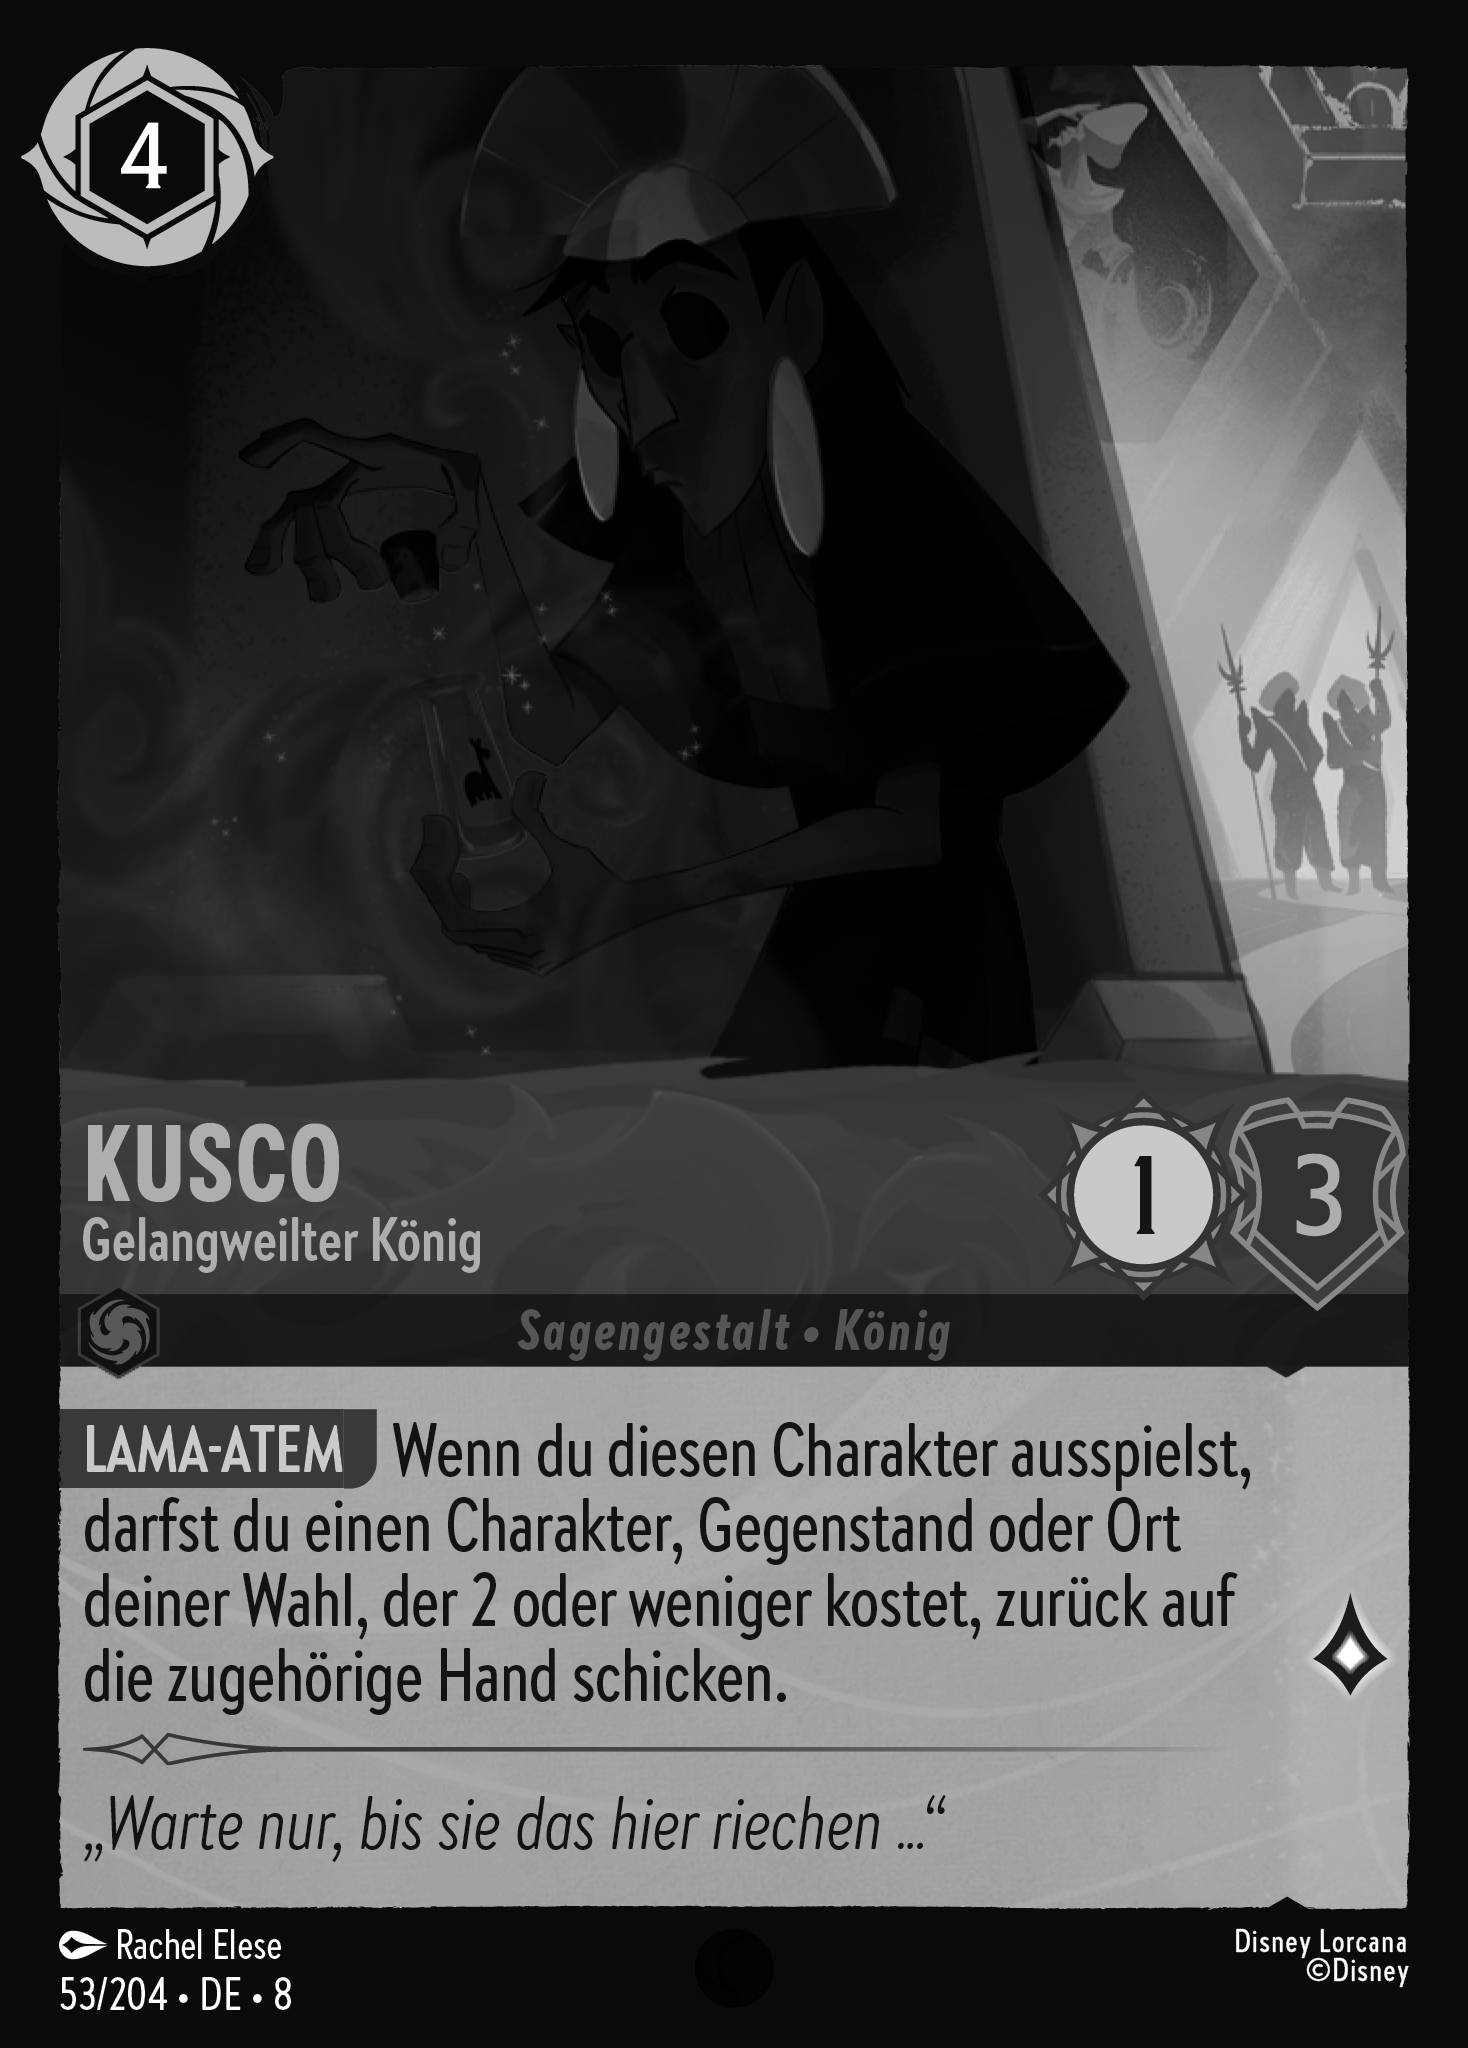 4
KUSCO
Gelangweilter König
1
3
Sagengestalt • König
LAMA-ATEM Wenn du diesen Charakter ausspielst,
darfst du einen Charakter, Gegenstand oder Ort
deiner Wahl, der 2 oder weniger kostet, zurück auf
die zugehörige Hand schicken.
„Warte nur, bis sie das hier riechen ...“
Rachel Elese
53/204 • DE • 8
Disney Lorcana
©Disney